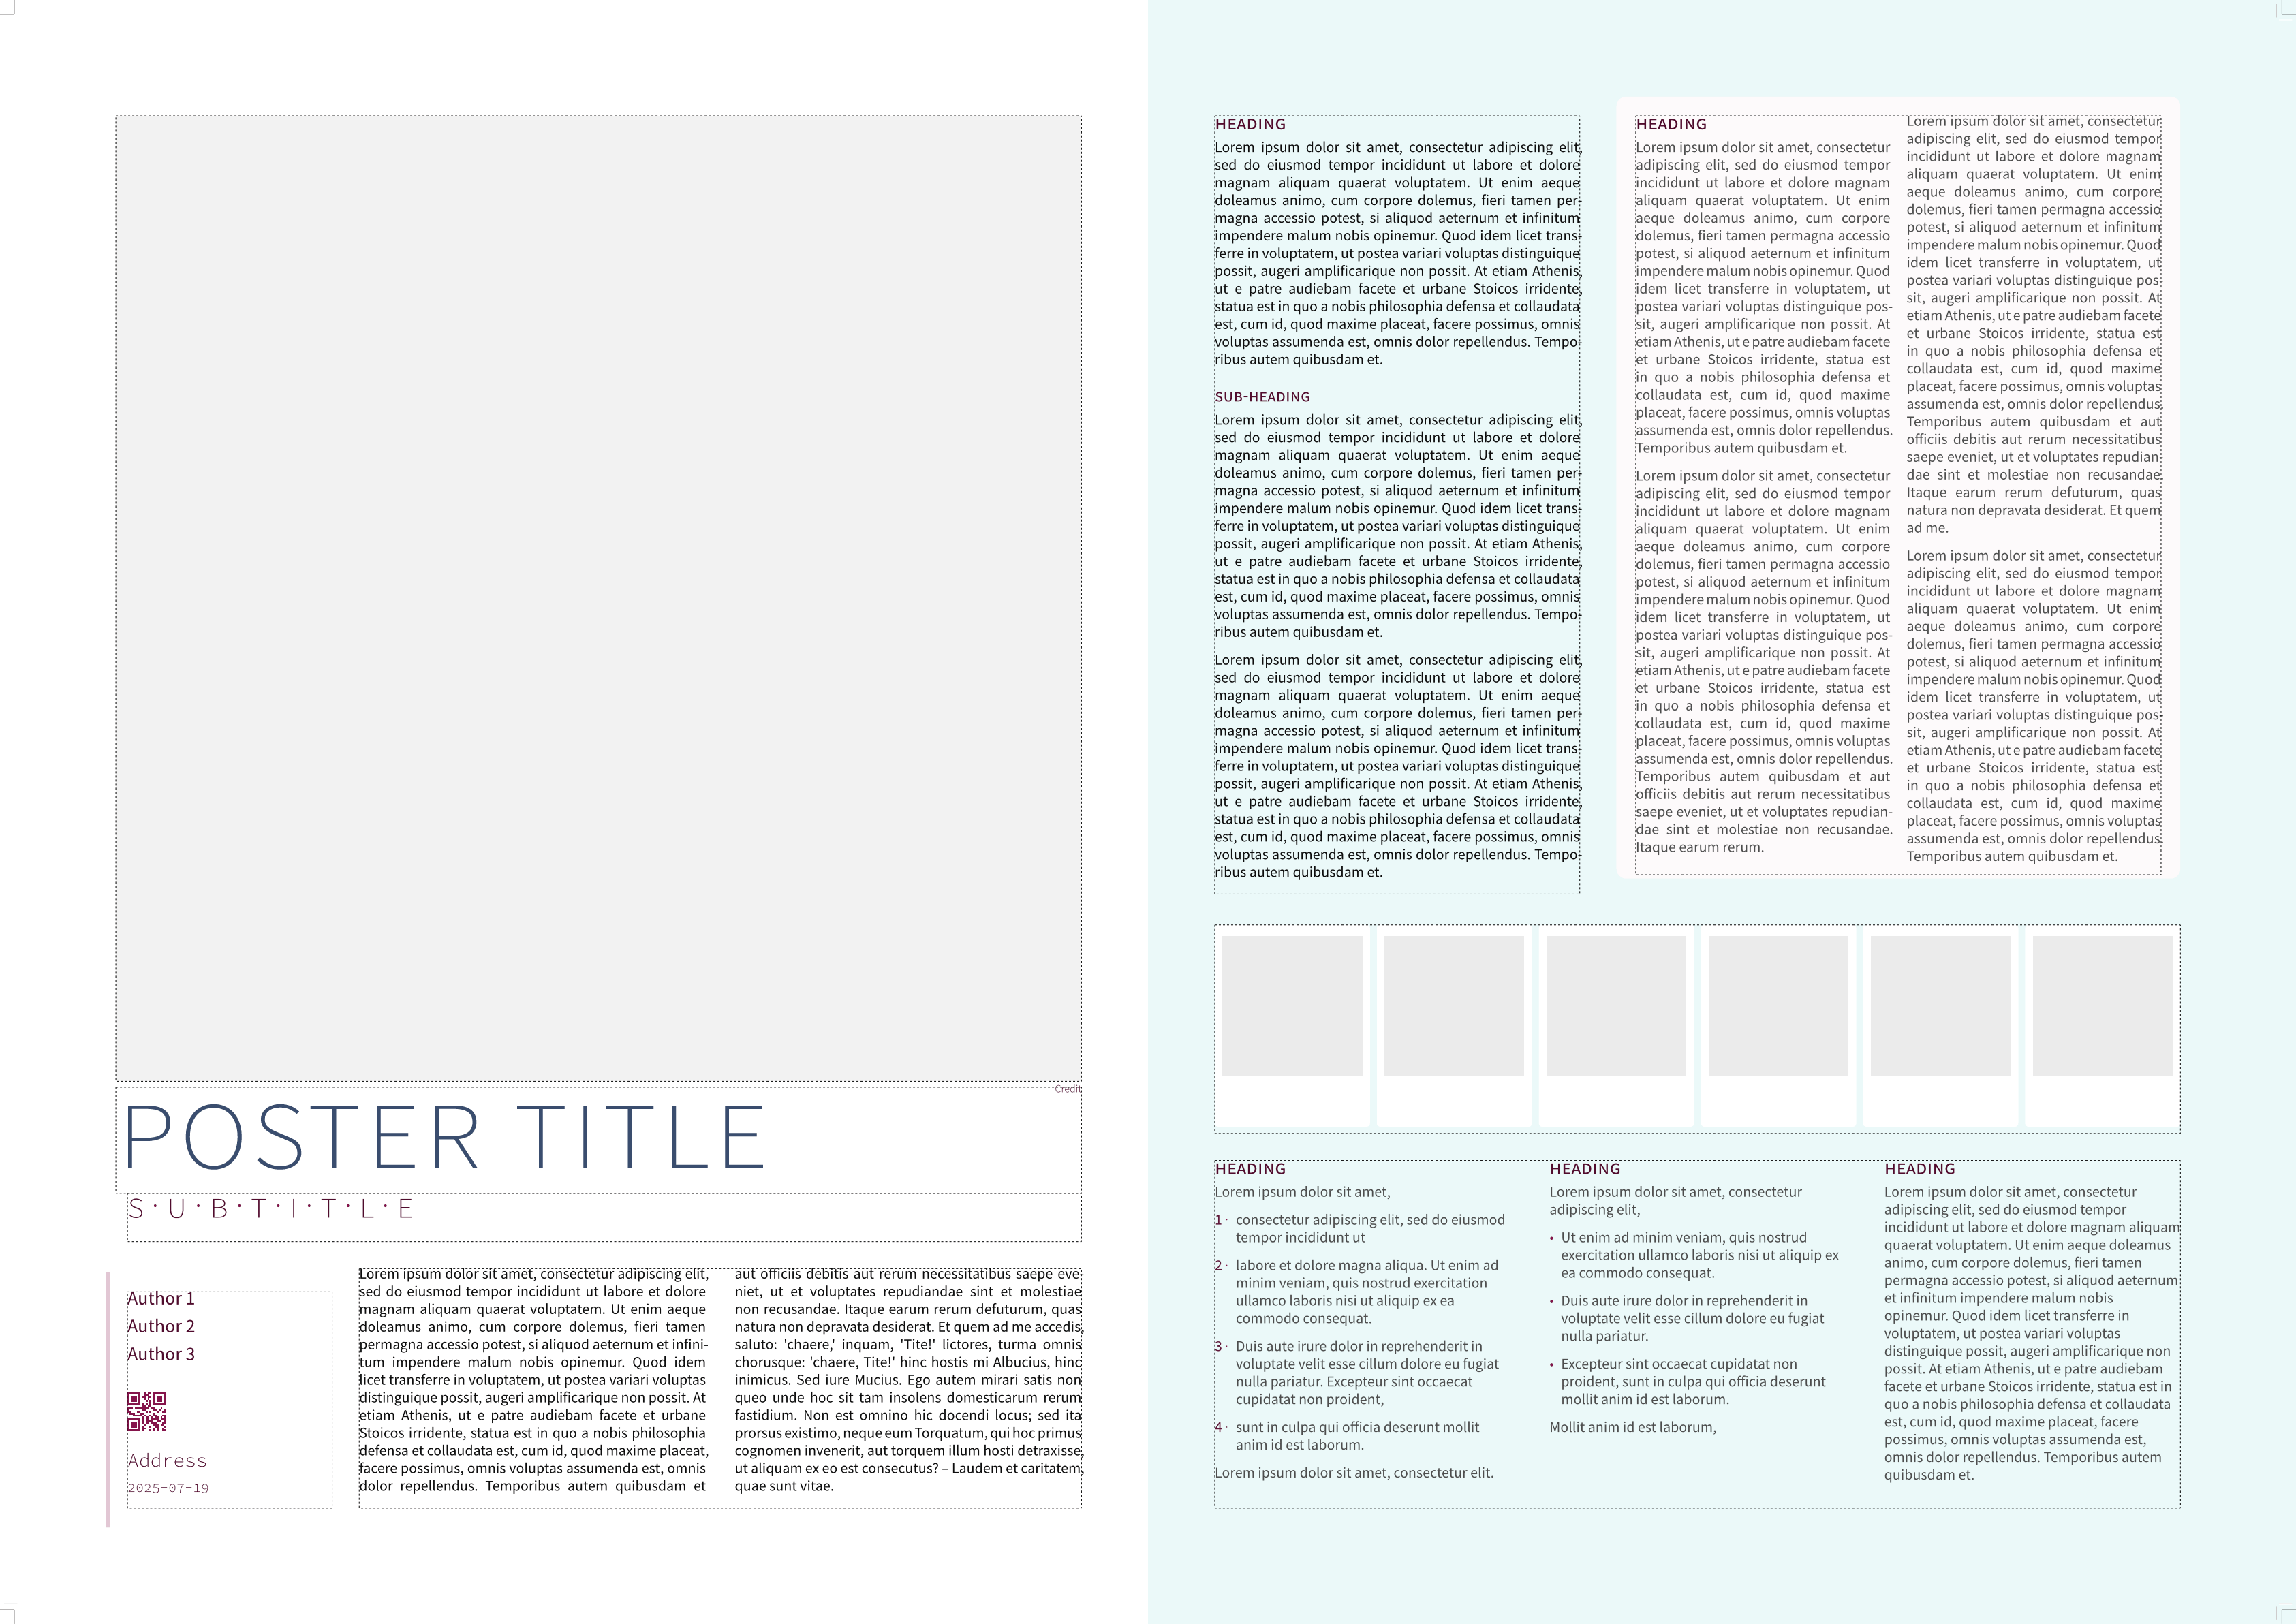 Credit
POSTER TITLE
S·U·B·T·I·T·L·E
Author 1
Author 2
Author 3
Address
2025-07-19
Lorem ipsum dolor sit amet, consectetur adipiscing elit,
sed do eiusmod tempor incididunt ut labore et dolore
magnam aliquam quaerat voluptatem. Ut enim aeque
doleamus animo, cum corpore dolemus, fieri tamen
permagna accessio potest, si aliquod aeternum et infini-
tum impendere malum nobis opinemur. Quod idem
licet transferre in voluptatem, ut postea variari voluptas
distinguique possit, augeri amplificarique non possit. At
etiam Athenis, ut e patre audiebam facete et urbane
Stoicos irridente, statua est in quo a nobis philosophia
defensa et collaudata est, cum id, quod maxime placeat,
facere possimus, omnis voluptas assumenda est, omnis
dolor repellendus. Temporibus autem quibusdam et
aut officiis debitis aut rerum necessitatibus saepe eve-
niet, ut et voluptates repudiandae sint et molestiae
non recusandae. Itaque earum rerum defuturum, quas
natura non depravata desiderat. Et quem ad me accedis,
saluto: 'chaere,' inquam, 'Tite!' lictores, turma omnis
chorusque: 'chaere, Tite!' hinc hostis mi Albucius, hinc
inimicus. Sed iure Mucius. Ego autem mirari satis non
queo unde hoc sit tam insolens domesticarum rerum
fastidium. Non est omnino hic docendi locus; sed ita
prorsus existimo, neque eum Torquatum, qui hoc primus
cognomen invenerit, aut torquem illum hosti detraxisse,
ut aliquam ex eo est consecutus? – Laudem et caritatem,
quae sunt vitae.
HEADING
Lorem ipsum dolor sit amet, consectetur adipiscing elit,
sed do eiusmod tempor incididunt ut labore et dolore
magnam aliquam quaerat voluptatem. Ut enim aeque
doleamus animo, cum corpore dolemus, fieri tamen per-
magna accessio potest, si aliquod aeternum et infinitum
impendere malum nobis opinemur. Quod idem licet trans-
ferre in voluptatem, ut postea variari voluptas distinguique
possit, augeri amplificarique non possit. At etiam Athenis,
ut e patre audiebam facete et urbane Stoicos irridente,
statua est in quo a nobis philosophia defensa et collaudata
est, cum id, quod maxime placeat, facere possimus, omnis
voluptas assumenda est, omnis dolor repellendus. Tempo-
ribus autem quibusdam et.
SUB-HEADING
Lorem ipsum dolor sit amet, consectetur adipiscing elit,
sed do eiusmod tempor incididunt ut labore et dolore
magnam aliquam quaerat voluptatem. Ut enim aeque
doleamus animo, cum corpore dolemus, fieri tamen per-
magna accessio potest, si aliquod aeternum et infinitum
impendere malum nobis opinemur. Quod idem licet trans-
ferre in voluptatem, ut postea variari voluptas distinguique
possit, augeri amplificarique non possit. At etiam Athenis,
ut e patre audiebam facete et urbane Stoicos irridente,
statua est in quo a nobis philosophia defensa et collaudata
est, cum id, quod maxime placeat, facere possimus, omnis
voluptas assumenda est, omnis dolor repellendus. Tempo-
ribus autem quibusdam et.
Lorem ipsum dolor sit amet, consectetur adipiscing elit,
sed do eiusmod tempor incididunt ut labore et dolore
magnam aliquam quaerat voluptatem. Ut enim aeque
doleamus animo, cum corpore dolemus, fieri tamen per-
magna accessio potest, si aliquod aeternum et infinitum
impendere malum nobis opinemur. Quod idem licet trans-
ferre in voluptatem, ut postea variari voluptas distinguique
possit, augeri amplificarique non possit. At etiam Athenis,
ut e patre audiebam facete et urbane Stoicos irridente,
statua est in quo a nobis philosophia defensa et collaudata
est, cum id, quod maxime placeat, facere possimus, omnis
voluptas assumenda est, omnis dolor repellendus. Tempo-
ribus autem quibusdam et.
HEADING
Lorem ipsum dolor sit amet, consectetur
adipiscing elit, sed do eiusmod tempor
incididunt ut labore et dolore magnam
aliquam quaerat voluptatem. Ut enim
aeque doleamus animo, cum corpore
dolemus, fieri tamen permagna accessio
potest, si aliquod aeternum et infinitum
impendere malum nobis opinemur. Quod
idem licet transferre in voluptatem, ut
postea variari voluptas distinguique pos-
sit, augeri amplificarique non possit. At
etiam Athenis, ut e patre audiebam facete
et urbane Stoicos irridente, statua est
in quo a nobis philosophia defensa et
collaudata est, cum id, quod maxime
placeat, facere possimus, omnis voluptas
assumenda est, omnis dolor repellendus.
Temporibus autem quibusdam et.
Lorem ipsum dolor sit amet, consectetur
adipiscing elit, sed do eiusmod tempor
incididunt ut labore et dolore magnam
aliquam quaerat voluptatem. Ut enim
aeque doleamus animo, cum corpore
dolemus, fieri tamen permagna accessio
potest, si aliquod aeternum et infinitum
impendere malum nobis opinemur. Quod
idem licet transferre in voluptatem, ut
postea variari voluptas distinguique pos-
sit, augeri amplificarique non possit. At
etiam Athenis, ut e patre audiebam facete
et urbane Stoicos irridente, statua est
in quo a nobis philosophia defensa et
collaudata est, cum id, quod maxime
placeat, facere possimus, omnis voluptas
assumenda est, omnis dolor repellendus.
Temporibus autem quibusdam et aut
officiis debitis aut rerum necessitatibus
saepe eveniet, ut et voluptates repudian-
dae sint et molestiae non recusandae.
Itaque earum rerum.
Lorem ipsum dolor sit amet, consectetur
adipiscing elit, sed do eiusmod tempor
incididunt ut labore et dolore magnam
aliquam quaerat voluptatem. Ut enim
aeque doleamus animo, cum corpore
dolemus, fieri tamen permagna accessio
potest, si aliquod aeternum et infinitum
impendere malum nobis opinemur. Quod
idem licet transferre in voluptatem, ut
postea variari voluptas distinguique pos-
sit, augeri amplificarique non possit. At
etiam Athenis, ut e patre audiebam facete
et urbane Stoicos irridente, statua est
in quo a nobis philosophia defensa et
collaudata est, cum id, quod maxime
placeat, facere possimus, omnis voluptas
assumenda est, omnis dolor repellendus.
Temporibus autem quibusdam et aut
officiis debitis aut rerum necessitatibus
saepe eveniet, ut et voluptates repudian-
dae sint et molestiae non recusandae.
Itaque earum rerum defuturum, quas
natura non depravata desiderat. Et quem
ad me.
Lorem ipsum dolor sit amet, consectetur
adipiscing elit, sed do eiusmod tempor
incididunt ut labore et dolore magnam
aliquam quaerat voluptatem. Ut enim
aeque doleamus animo, cum corpore
dolemus, fieri tamen permagna accessio
potest, si aliquod aeternum et infinitum
impendere malum nobis opinemur. Quod
idem licet transferre in voluptatem, ut
postea variari voluptas distinguique pos-
sit, augeri amplificarique non possit. At
etiam Athenis, ut e patre audiebam facete
et urbane Stoicos irridente, statua est
in quo a nobis philosophia defensa et
collaudata est, cum id, quod maxime
placeat, facere possimus, omnis voluptas
assumenda est, omnis dolor repellendus.
Temporibus autem quibusdam et.
HEADING
Lorem ipsum dolor sit amet,
1 · consectetur adipiscing elit, sed do eiusmod
tempor incididunt ut
2 · labore et dolore magna aliqua. Ut enim ad
minim veniam, quis nostrud exercitation
ullamco laboris nisi ut aliquip ex ea
commodo consequat.
3 · Duis aute irure dolor in reprehenderit in
voluptate velit esse cillum dolore eu fugiat
nulla pariatur. Excepteur sint occaecat
cupidatat non proident,
4 · sunt in culpa qui officia deserunt mollit
anim id est laborum.
Lorem ipsum dolor sit amet, consectetur elit.
HEADING
Lorem ipsum dolor sit amet, consectetur
adipiscing elit,
• Ut enim ad minim veniam, quis nostrud
exercitation ullamco laboris nisi ut aliquip ex
ea commodo consequat.
• Duis aute irure dolor in reprehenderit in
voluptate velit esse cillum dolore eu fugiat
nulla pariatur.
• Excepteur sint occaecat cupidatat non
proident, sunt in culpa qui officia deserunt
mollit anim id est laborum.
Mollit anim id est laborum,
HEADING
Lorem ipsum dolor sit amet, consectetur
adipiscing elit, sed do eiusmod tempor
incididunt ut labore et dolore magnam aliquam
quaerat voluptatem. Ut enim aeque doleamus
animo, cum corpore dolemus, fieri tamen
permagna accessio potest, si aliquod aeternum
et infinitum impendere malum nobis
opinemur. Quod idem licet transferre in
voluptatem, ut postea variari voluptas
distinguique possit, augeri amplificarique non
possit. At etiam Athenis, ut e patre audiebam
facete et urbane Stoicos irridente, statua est in
quo a nobis philosophia defensa et collaudata
est, cum id, quod maxime placeat, facere
possimus, omnis voluptas assumenda est,
omnis dolor repellendus. Temporibus autem
quibusdam et.